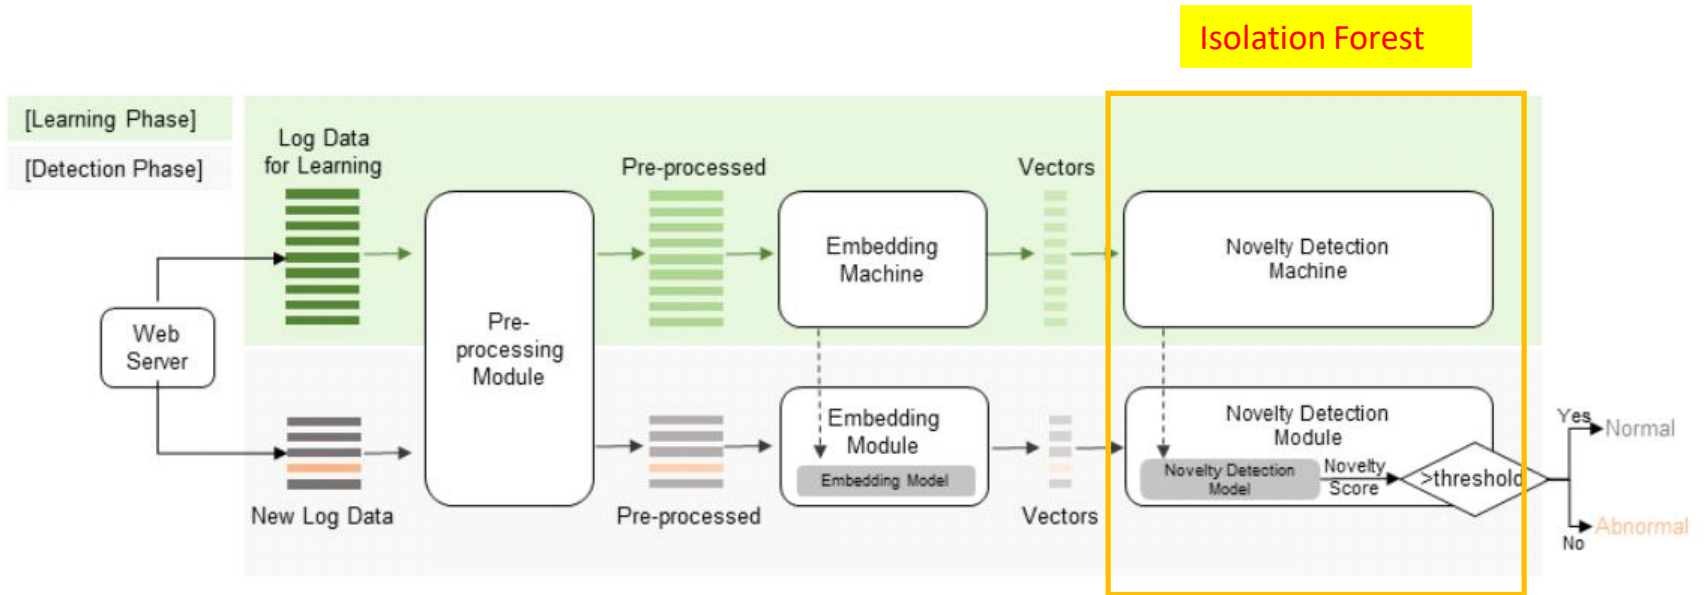 Isolation Forest
[Learning Phase]
[Detection Phase]
Log Data
for Learning
Pre-processed
Vectors
Web
Server
Pre-
processing
Module
Embedding
Machine
Novelty Detection
Machine
New Log Data
Pre-processed
Embedding
Module
Embedding Model
Vectors
Novelty Detection
Module
Novelty Detection
Model
Novelty
Score
>threshold
Yes
Normal
No
Abnormal